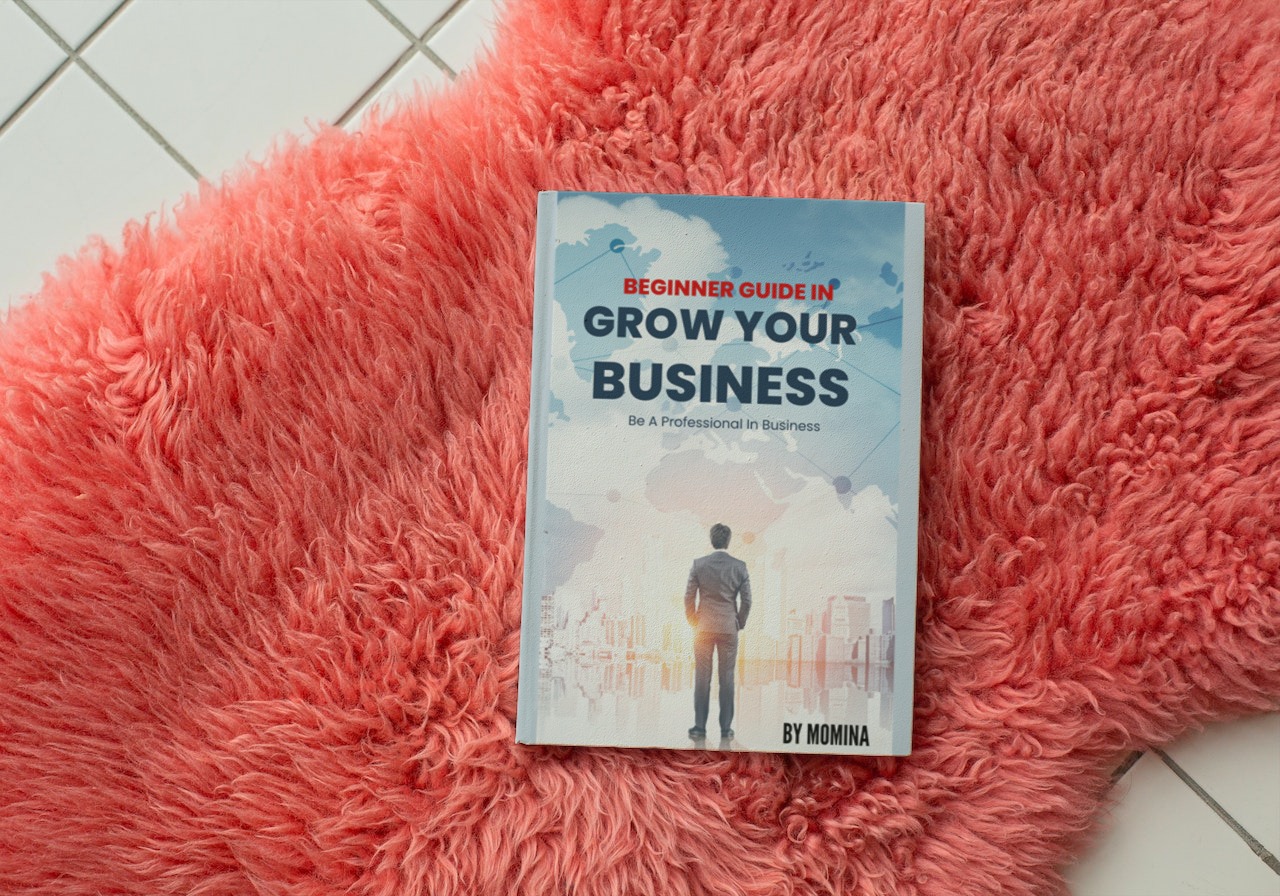 BEGINNER GUIDE IN
GROW YOUR
BUSINESS
Be A Professional In Business
BY MOMINA